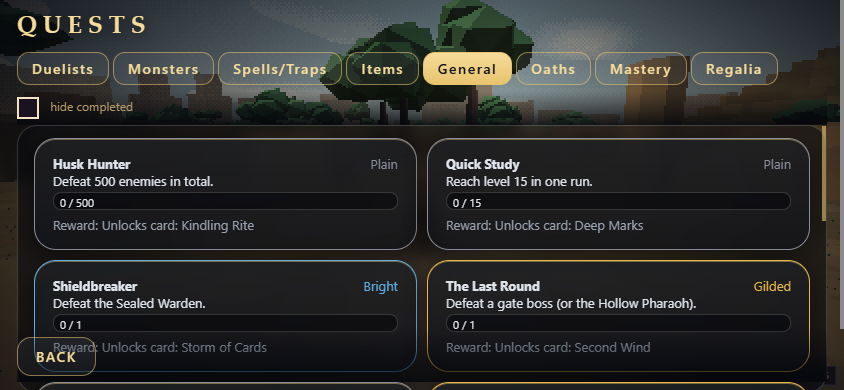 QUESTS
Duelists Monsters Spells/Traps Items General Oaths Mastery Regalia
hide completed
Husk Hunter Plain
Defeat 500 enemies in total.
0 / 500
Reward: Unlocks card: Kindling Rite
Quick Study Plain
Reach level 15 in one run.
0 / 15
Reward: Unlocks card: Deep Marks
Shieldbreaker Bright
Defeat the Sealed Warden.
0 / 1
Reward: Unlocks card: Storm of Cards
The Last Round Gilded
Defeat a gate boss (or the Hollow Pharaoh).
0 / 1
Reward: Unlocks card: Second Wind
BACK